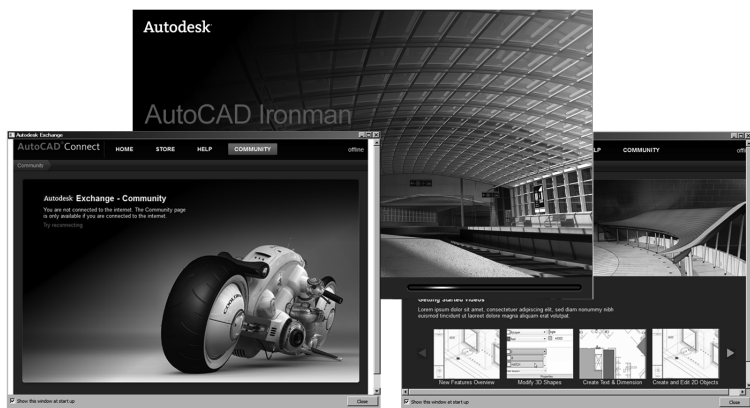 Autodesk
AutoCAD Ironman
Autodesk Exchange
AutoCAD Connect
HOME
STORE
HELP
COMMUNITY
offline
Community
Autodesk Exchange - Community
You are not connected to the internet. The Community page
is only available if you are connected to the internet.
Try reconnecting
COOLER
Show this window at start up
Close
LP
COMMUNITY
offli
Getting Started Videos
Lorem ipsum dolor sit amet, consectetuer adipiscing elit, sed diam nonummy nibh
euismod tincidunt ut laoreet dolore magna aliquam erat volutpat.
New Features Overview
Modify 3D Shapes
Create Text & Dimension
Create and Edit 2D Objects
Show this window at start up
Close